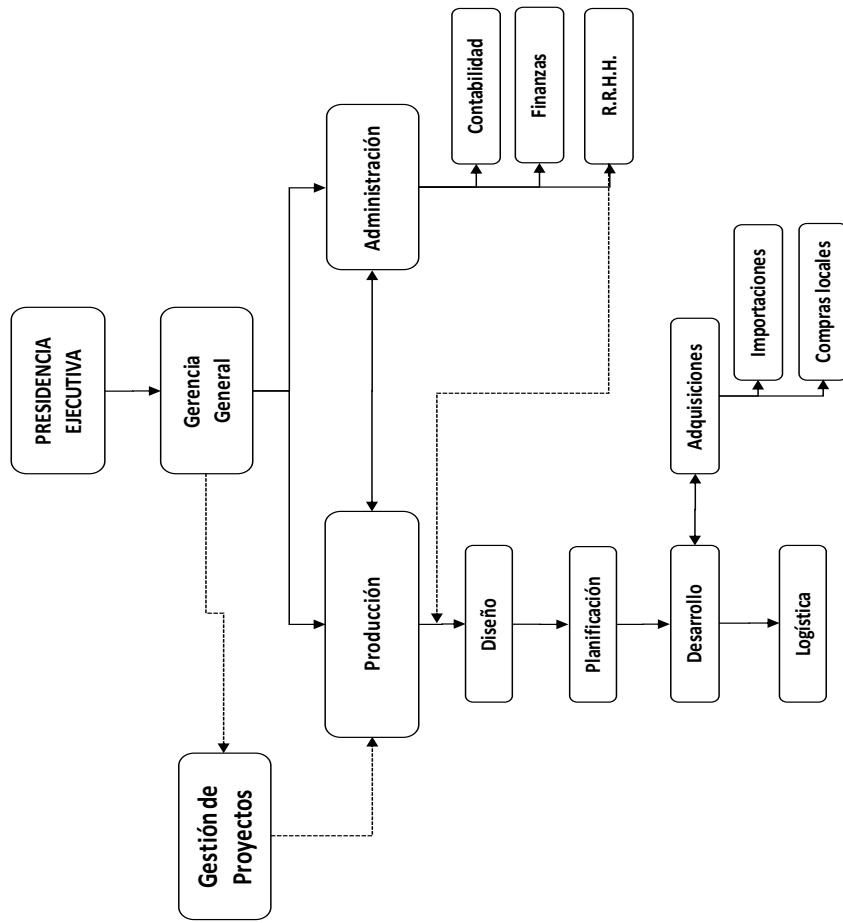 PRESIDENCIA
EJECUTIVA
Gerencia
General
Gestión de
Proyectos
Producción
Administración
Contabilidad
Finanzas
R.R.H.H.
Diseño
Planificación
Desarrollo
Adquisiciones
Importaciones
Compras locales
Logística